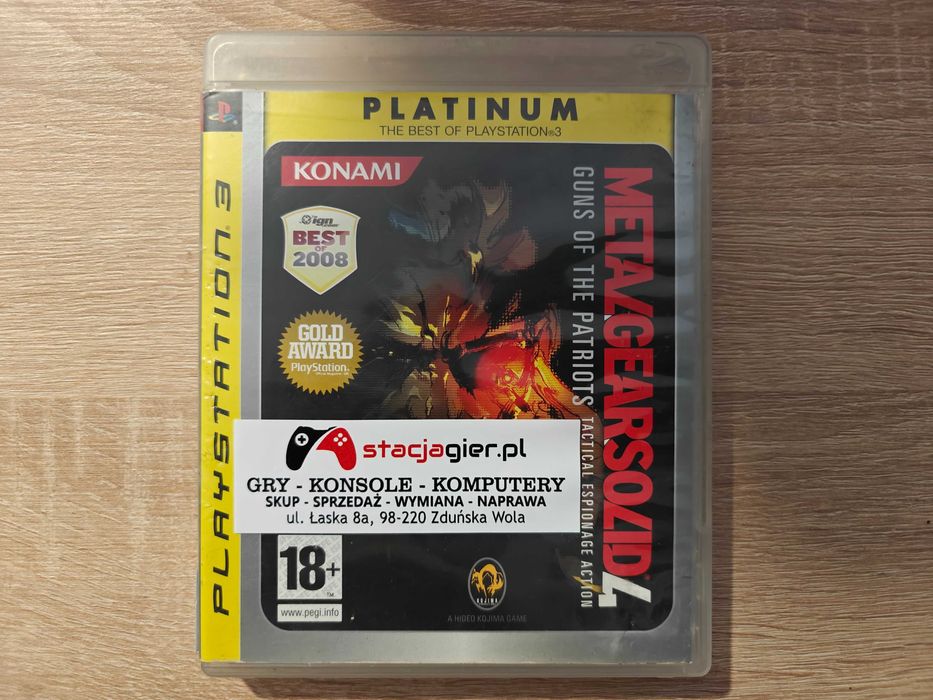 PLATINUM
THE BEST OF PLAYSTATION®3
PLAYSTATION 3
KONAMI
ign
BEST
OF
2008
GOLD
AWARD
PlayStation
METAL GEAR SOLID 4
GUNS OF THE PATRIOTS
TACTICAL ESPIONAGE ACTION
stacjagier.pl
GRY - KONSOLE - KOMPUTERY
SKUP - SPRZEDAŻ - WYMIANA - NAPRAWA
ul. Łaska 8a, 98-220 Zduńska Wola
18+
www.pegi.info
KOJIMA
A HIDEO KOJIMA GAME